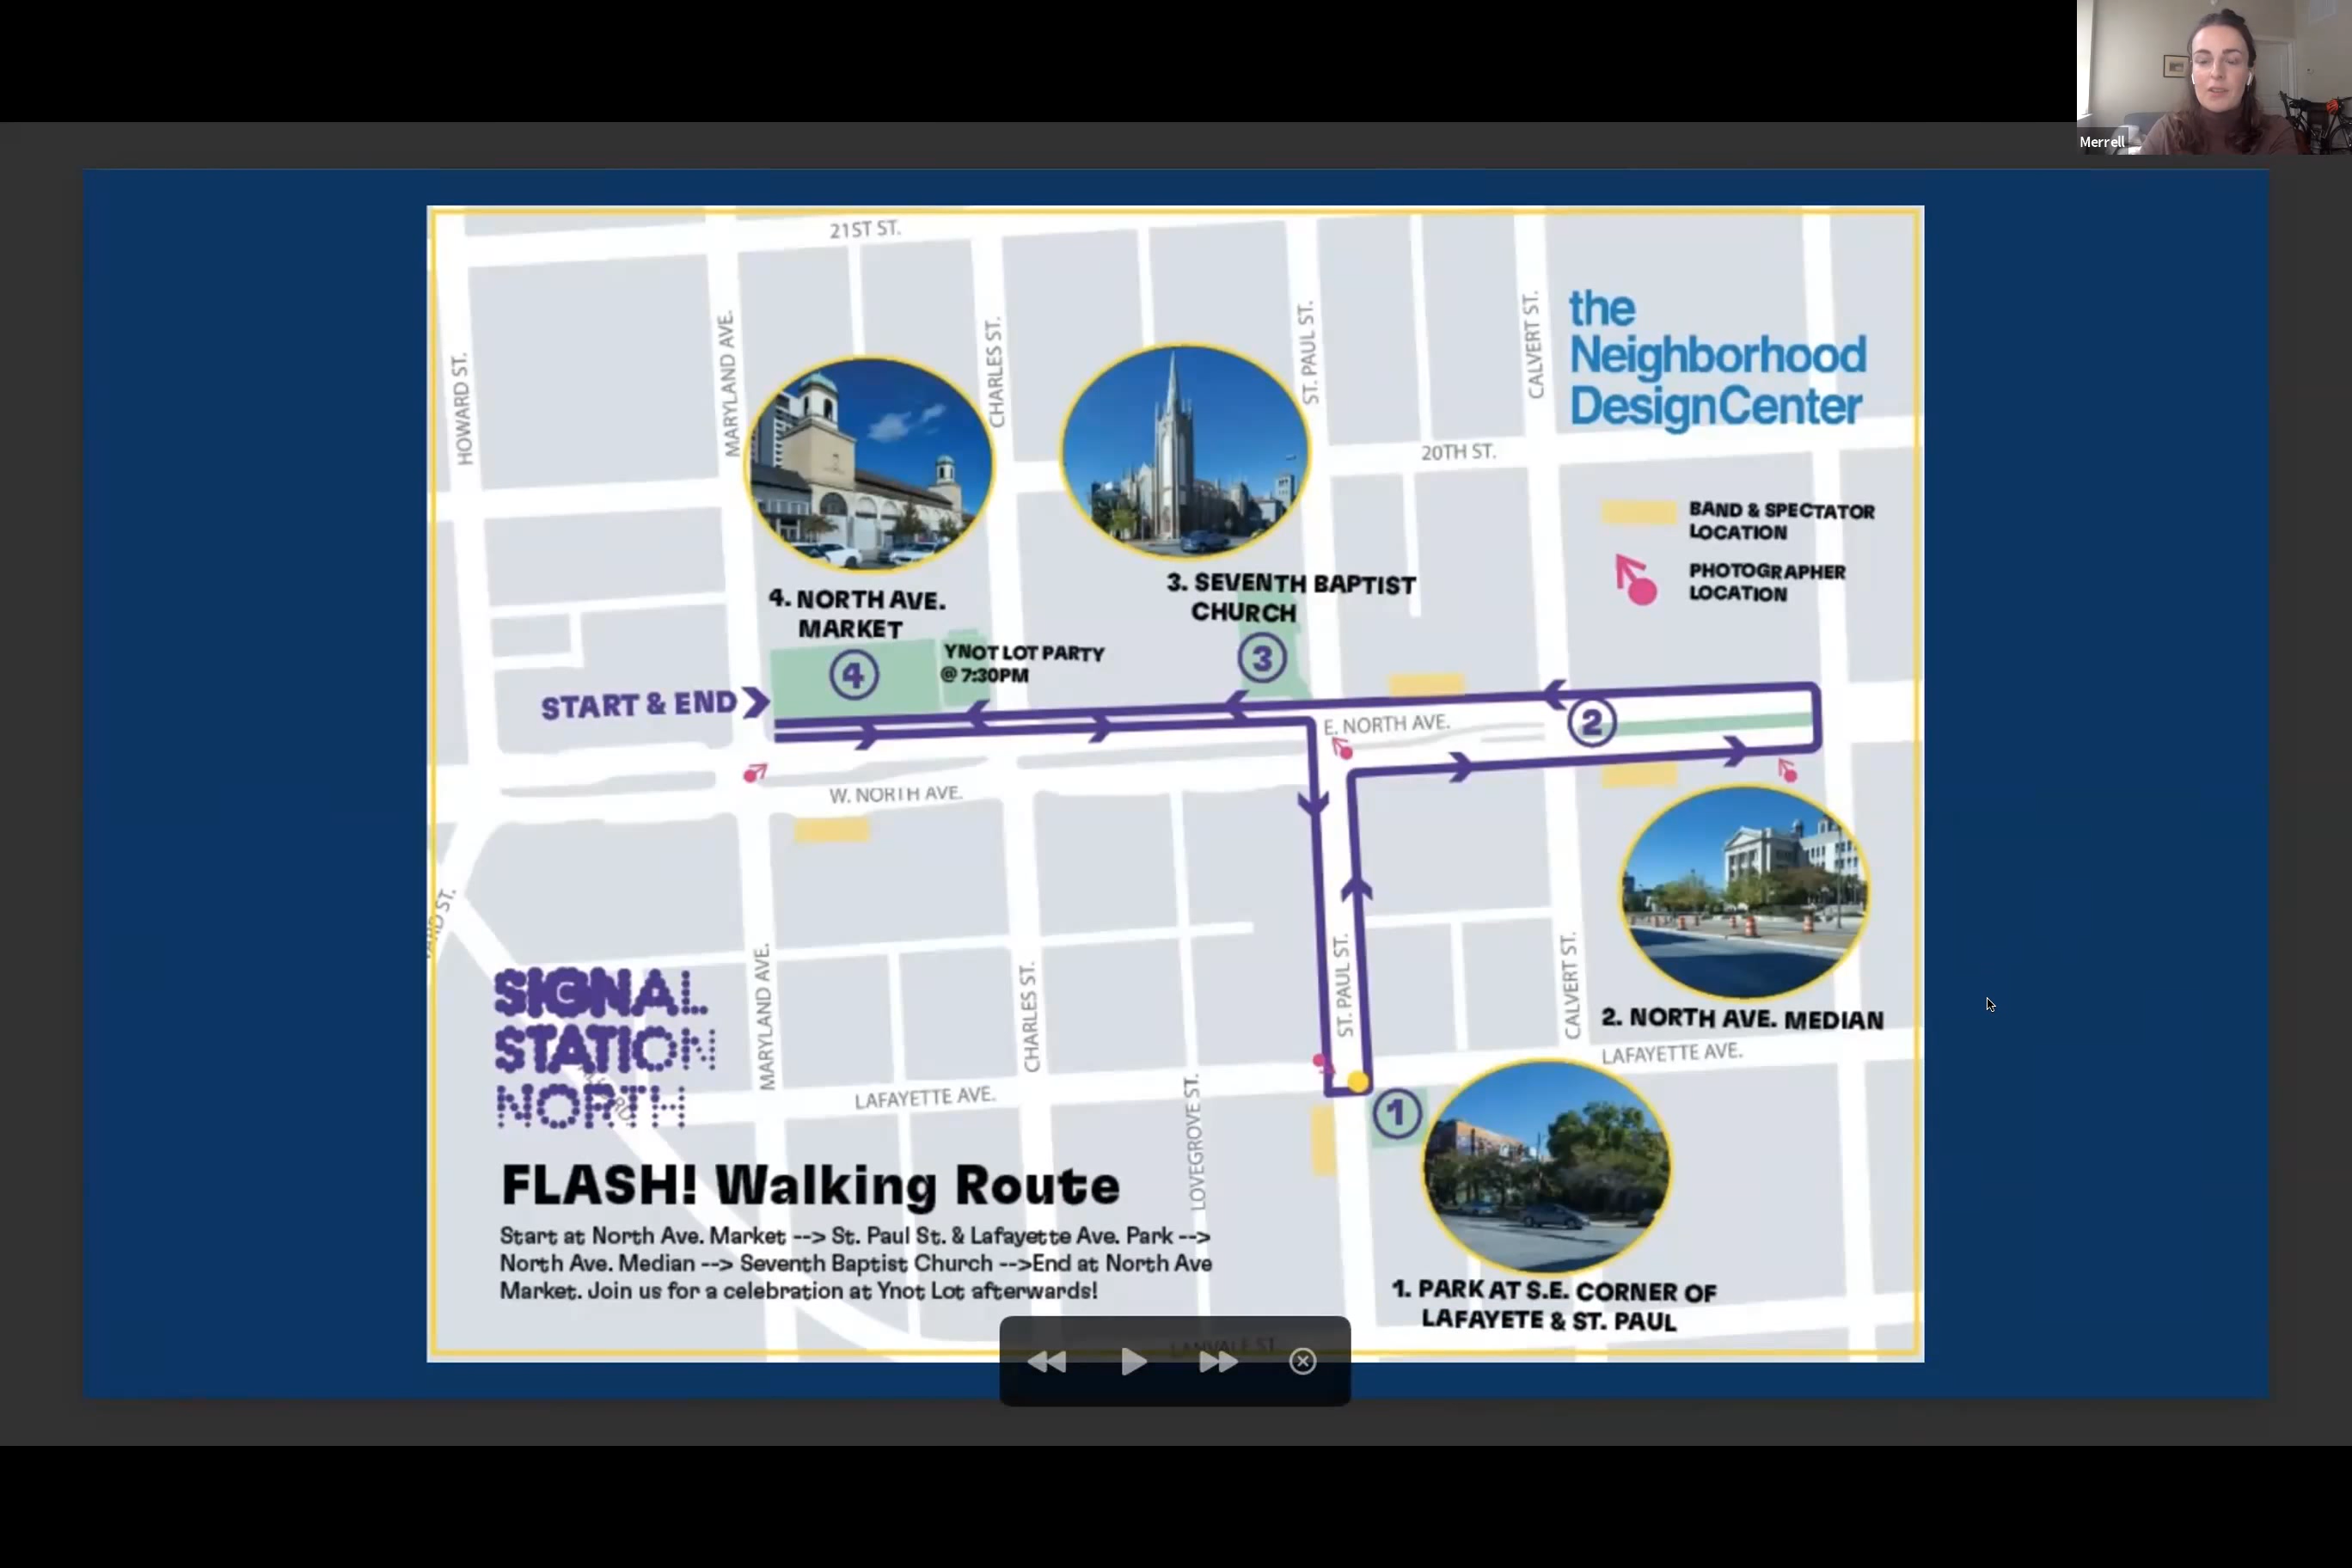 Merrell
21ST ST.
HOWARD ST.
MARYLAND AVE.
CHARLES ST.
ST. PAUL ST.
CALVERT ST.
the
Neighborhood
DesignCenter
20TH ST.
BAND & SPECTATOR
LOCATION
PHOTOGRAPHER
LOCATION
4. NORTH AVE.
MARKET
3. SEVENTH BAPTIST
CHURCH
4
YNOT LOT PARTY
@ 7:30PM
3
START & END
E. NORTH AVE.
2
W. NORTH AVE.
2. NORTH AVE. MEDIAN
LAFAYETTE AVE.
ST. PAUL ST.
CALVERT ST.
MARYLAND AVE.
CHARLES ST.
LAFAYETTE AVE.
LOVEGROVE ST.
1
SIGNAL
STATION
NORTH
FLASH! Walking Route
Start at North Ave. Market --> St. Paul St. & Lafayette Ave. Park -->
North Ave. Median --> Seventh Baptist Church -->End at North Ave
Market. Join us for a celebration at Ynot Lot afterwards!
1. PARK AT S.E. CORNER OF
LAFAYETE & ST. PAUL
LANVALE ST.